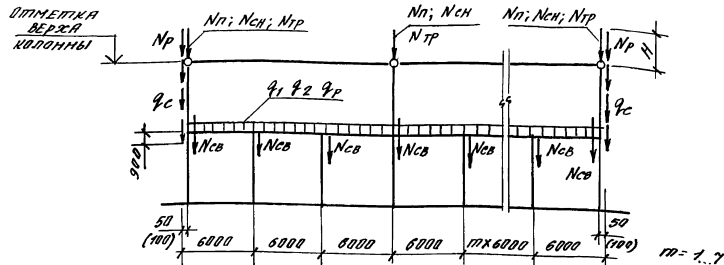 ОТМЕТКА
ВЕРХА
КОЛОННЫ
Nп; Nсн; Nтр
Nп; Nсн
Nтр
Nп; Nсн; Nтр
Nр
Nр
H
qс
q1 q2 qр
qс
Nсв
Nсв
Nсв
Nсв
Nсв
Nсв
Nсв
900
50
(100)
6000
6000
6000
6000
m×6000
6000
50
(100)
m=1...7